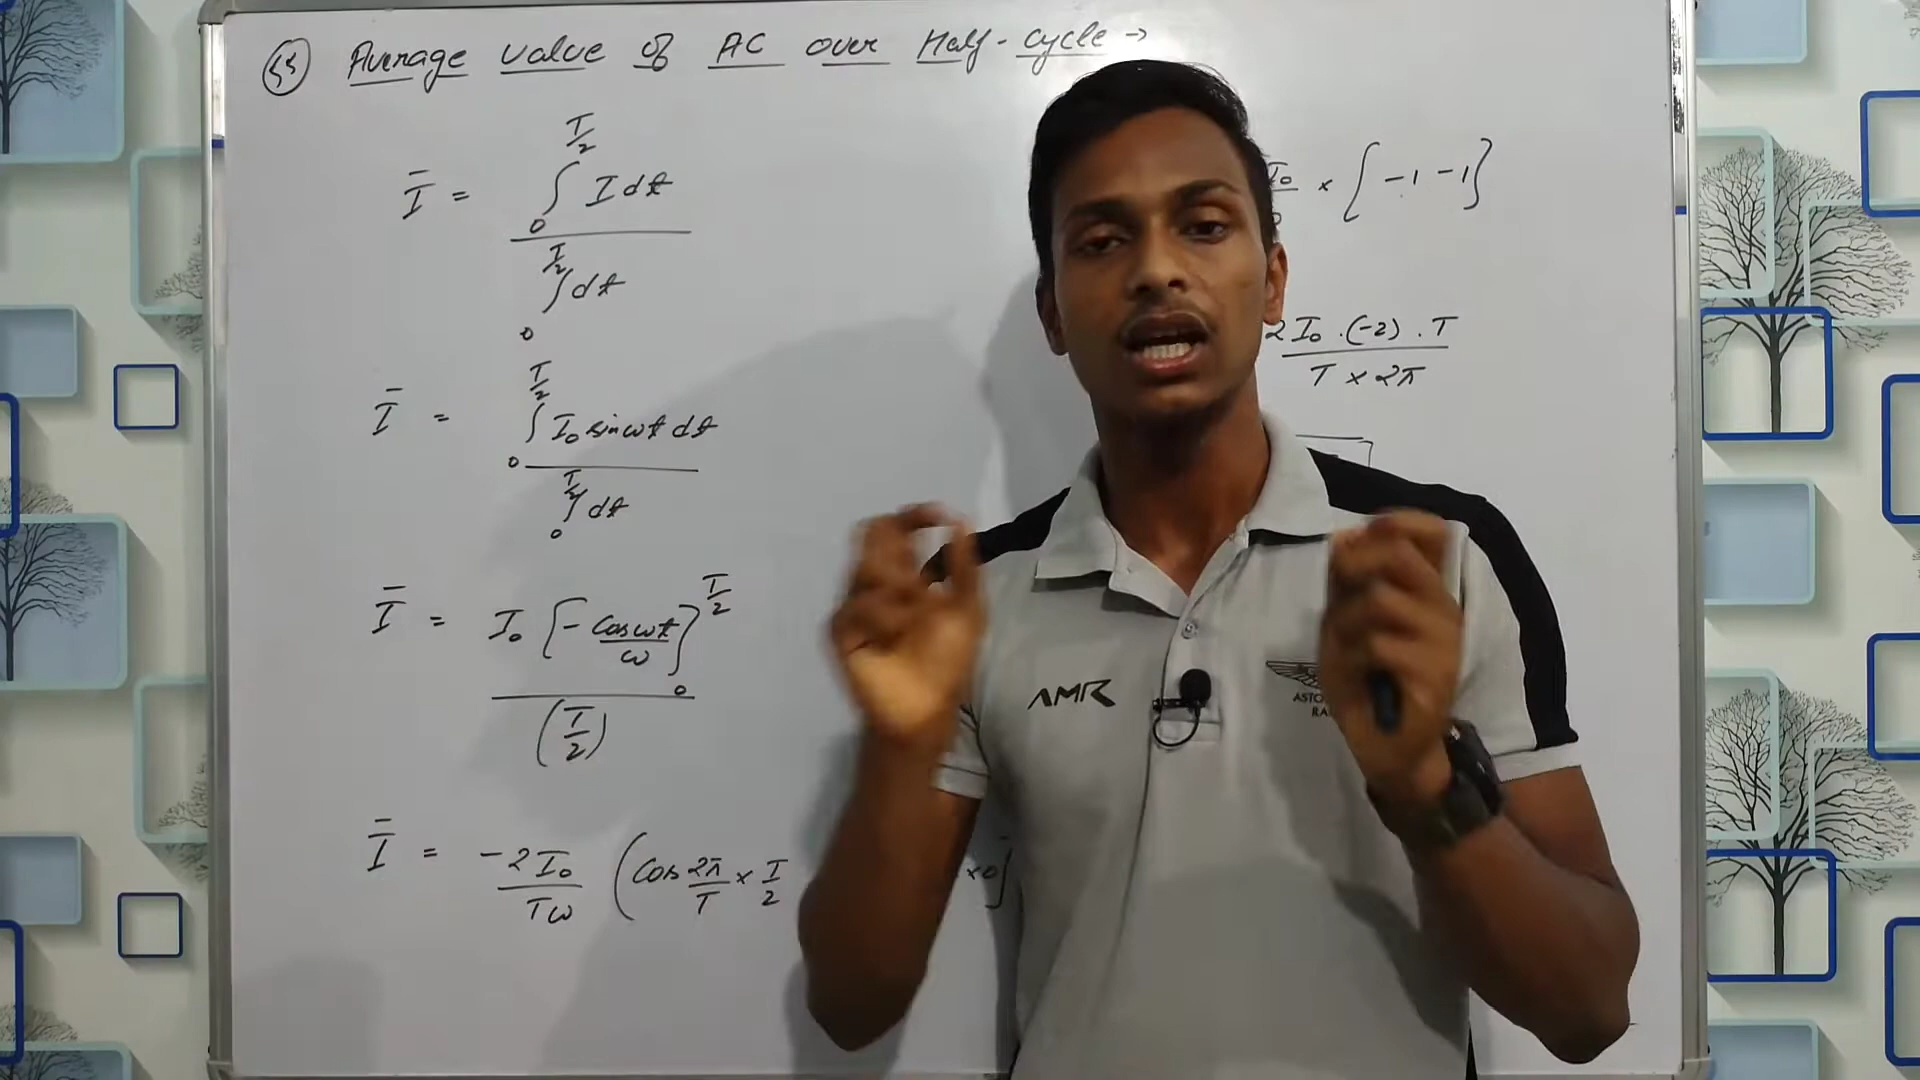 (55) Average value of AC over Half-cycle →
Ī = ∫₀^{T/2} I dt / ∫₀^{T/2} dt
Ī = ∫₀^{T/2} I₀ sinωt dt / ∫₀^{T/2} dt
Ī = I₀ [-cosωt/ω]₀^{T/2} / (T/2)
Ī = -2I₀/Tω (cos 2π/T × T/2
×0]
I₀ × [-1 -1]
2I₀ . (-2) . T / T × 2π
AMR